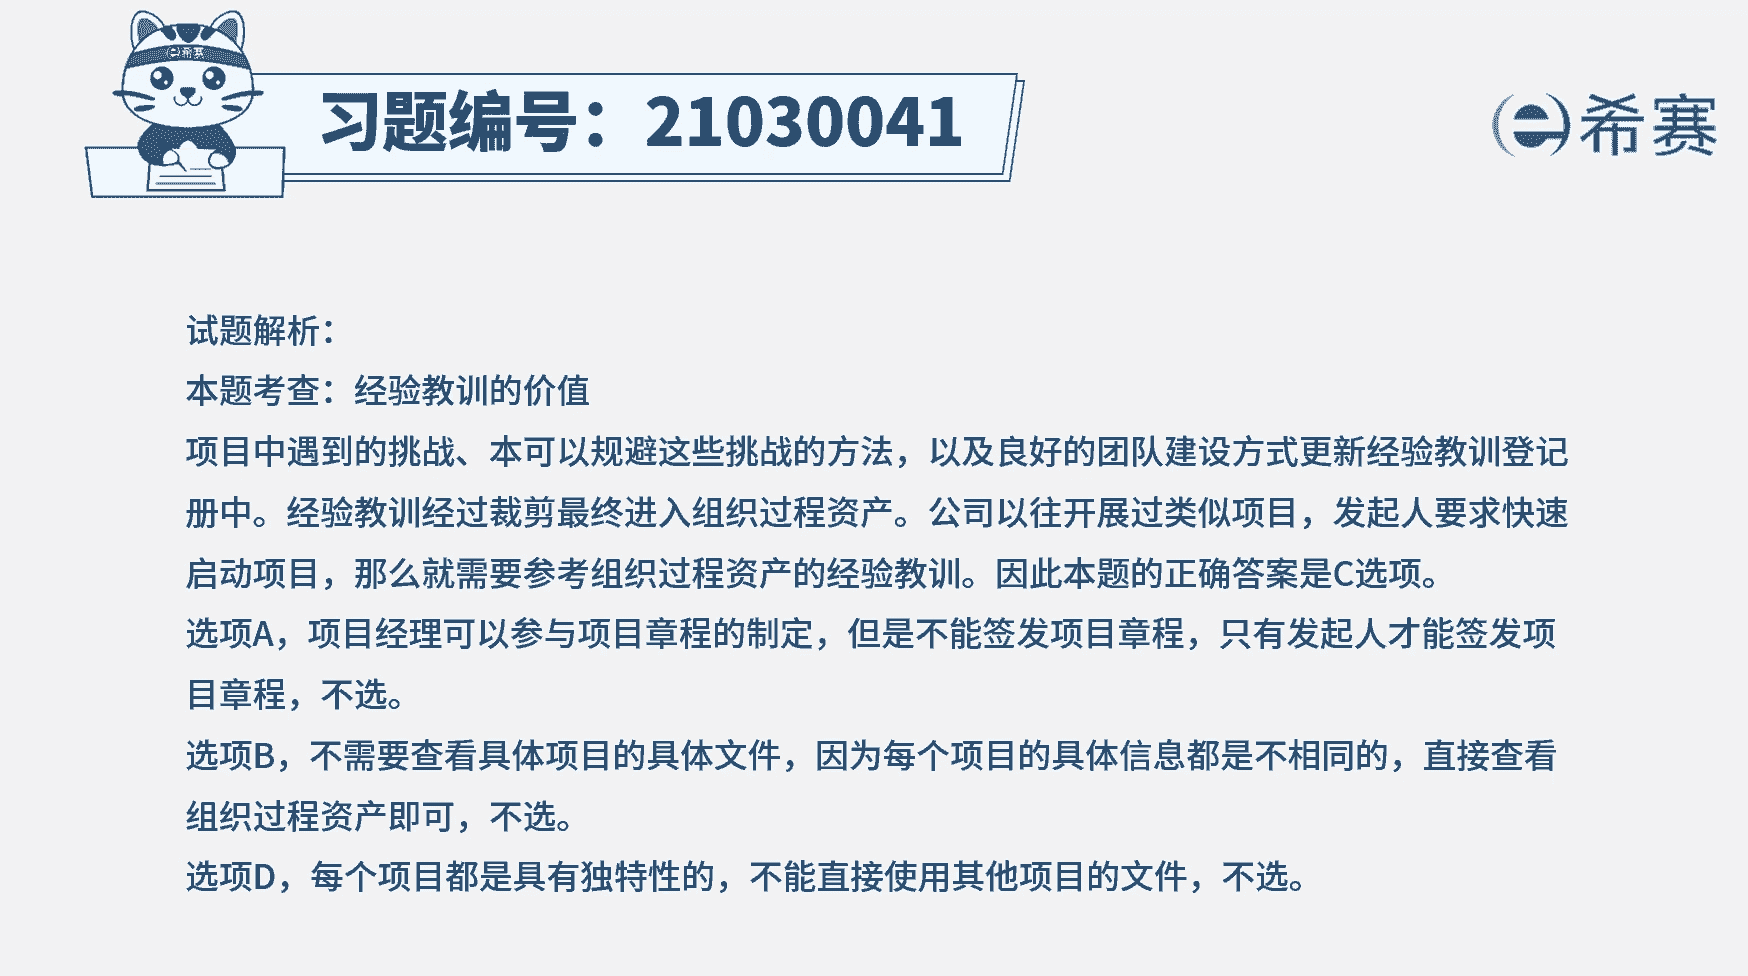 希赛
习题编号：21030041
希赛
试题解析：
本题考查：经验教训的价值
项目中遇到的挑战、本可以规避这些挑战的方法，以及良好的团队建设方式更新经验教训登记
册中。经验教训经过裁剪最终进入组织过程资产。公司以往开展过类似项目，发起人要求快速
启动项目，那么就需要参考组织过程资产的经验教训。因此本题的正确答案是C选项。
选项A，项目经理可以参与项目章程的制定，但是不能签发项目章程，只有发起人才能签发项
目章程，不选。
选项B，不需要查看具体项目的具体文件，因为每个项目的具体信息都是不相同的，直接查看
组织过程资产即可，不选。
选项D，每个项目都是具有独特性的，不能直接使用其他项目的文件，不选。